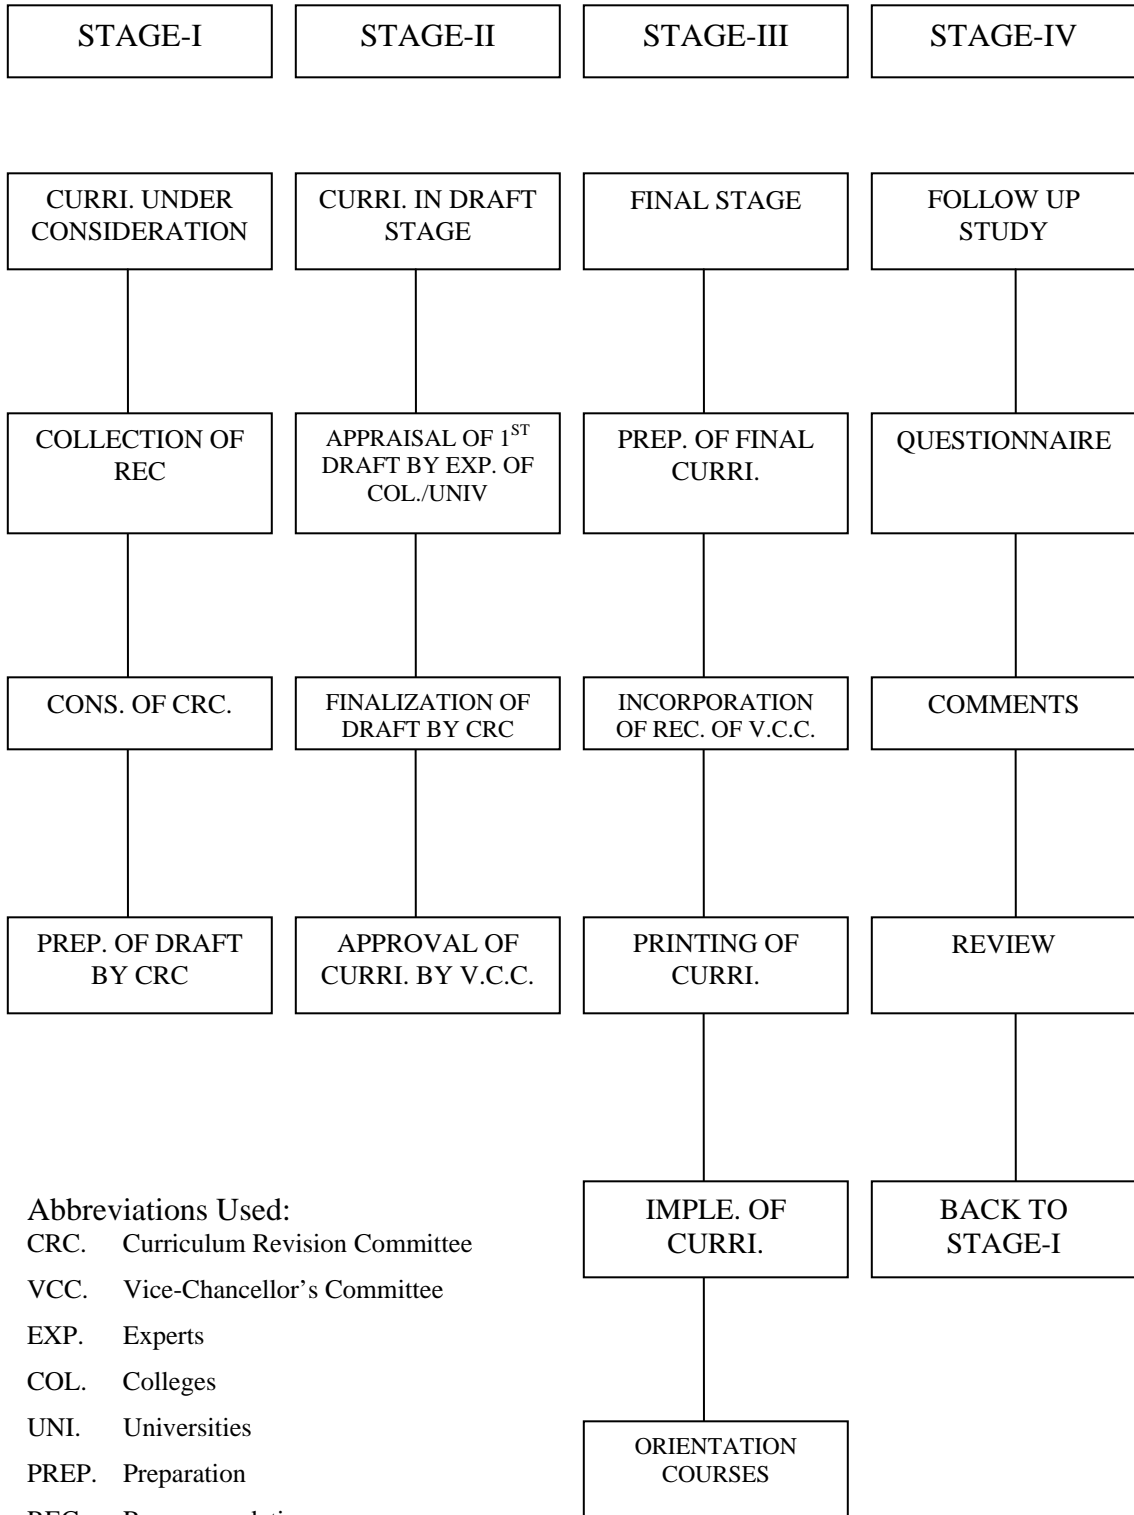 STAGE-I
STAGE-II
STAGE-III
STAGE-IV
CURRI. UNDER
CONSIDERATION
CURRI. IN DRAFT
STAGE
FINAL STAGE
FOLLOW UP
STUDY
COLLECTION OF
REC
APPRAISAL OF 1ST
DRAFT BY EXP. OF
COL./UNIV
PREP. OF FINAL
CURRI.
QUESTIONNAIRE
CONS. OF CRC.
FINALIZATION OF
DRAFT BY CRC
INCORPORATION
OF REC. OF V.C.C.
COMMENTS
PREP. OF DRAFT
BY CRC
APPROVAL OF
CURRI. BY V.C.C.
PRINTING OF
CURRI.
REVIEW
IMPLE. OF
CURRI.
BACK TO
STAGE-I
ORIENTATION
COURSES
Abbreviations Used:
CRC. Curriculum Revision Committee
VCC. Vice-Chancellor's Committee
EXP. Experts
COL. Colleges
UNI. Universities
PREP. Preparation